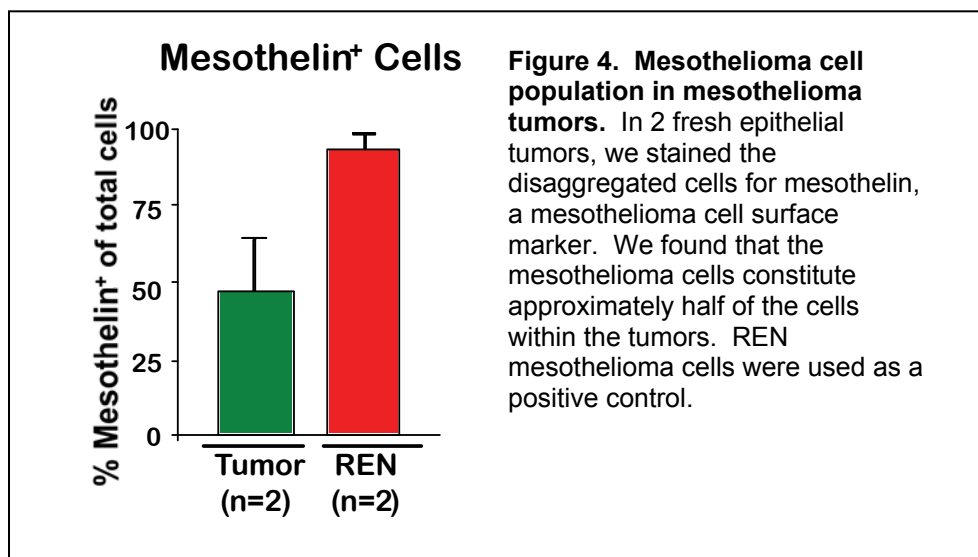 Mesothelin⁺ Cells
% Mesothelin⁺ of total cells
100
75
50
25
0
Tumor
(n=2)
REN
(n=2)
Figure 4. Mesothelioma cell
population in mesothelioma
tumors. In 2 fresh epithelial
tumors, we stained the
disaggregated cells for mesothelin,
a mesothelioma cell surface
marker. We found that the
mesothelioma cells constitute
approximately half of the cells
within the tumors. REN
mesothelioma cells were used as a
positive control.